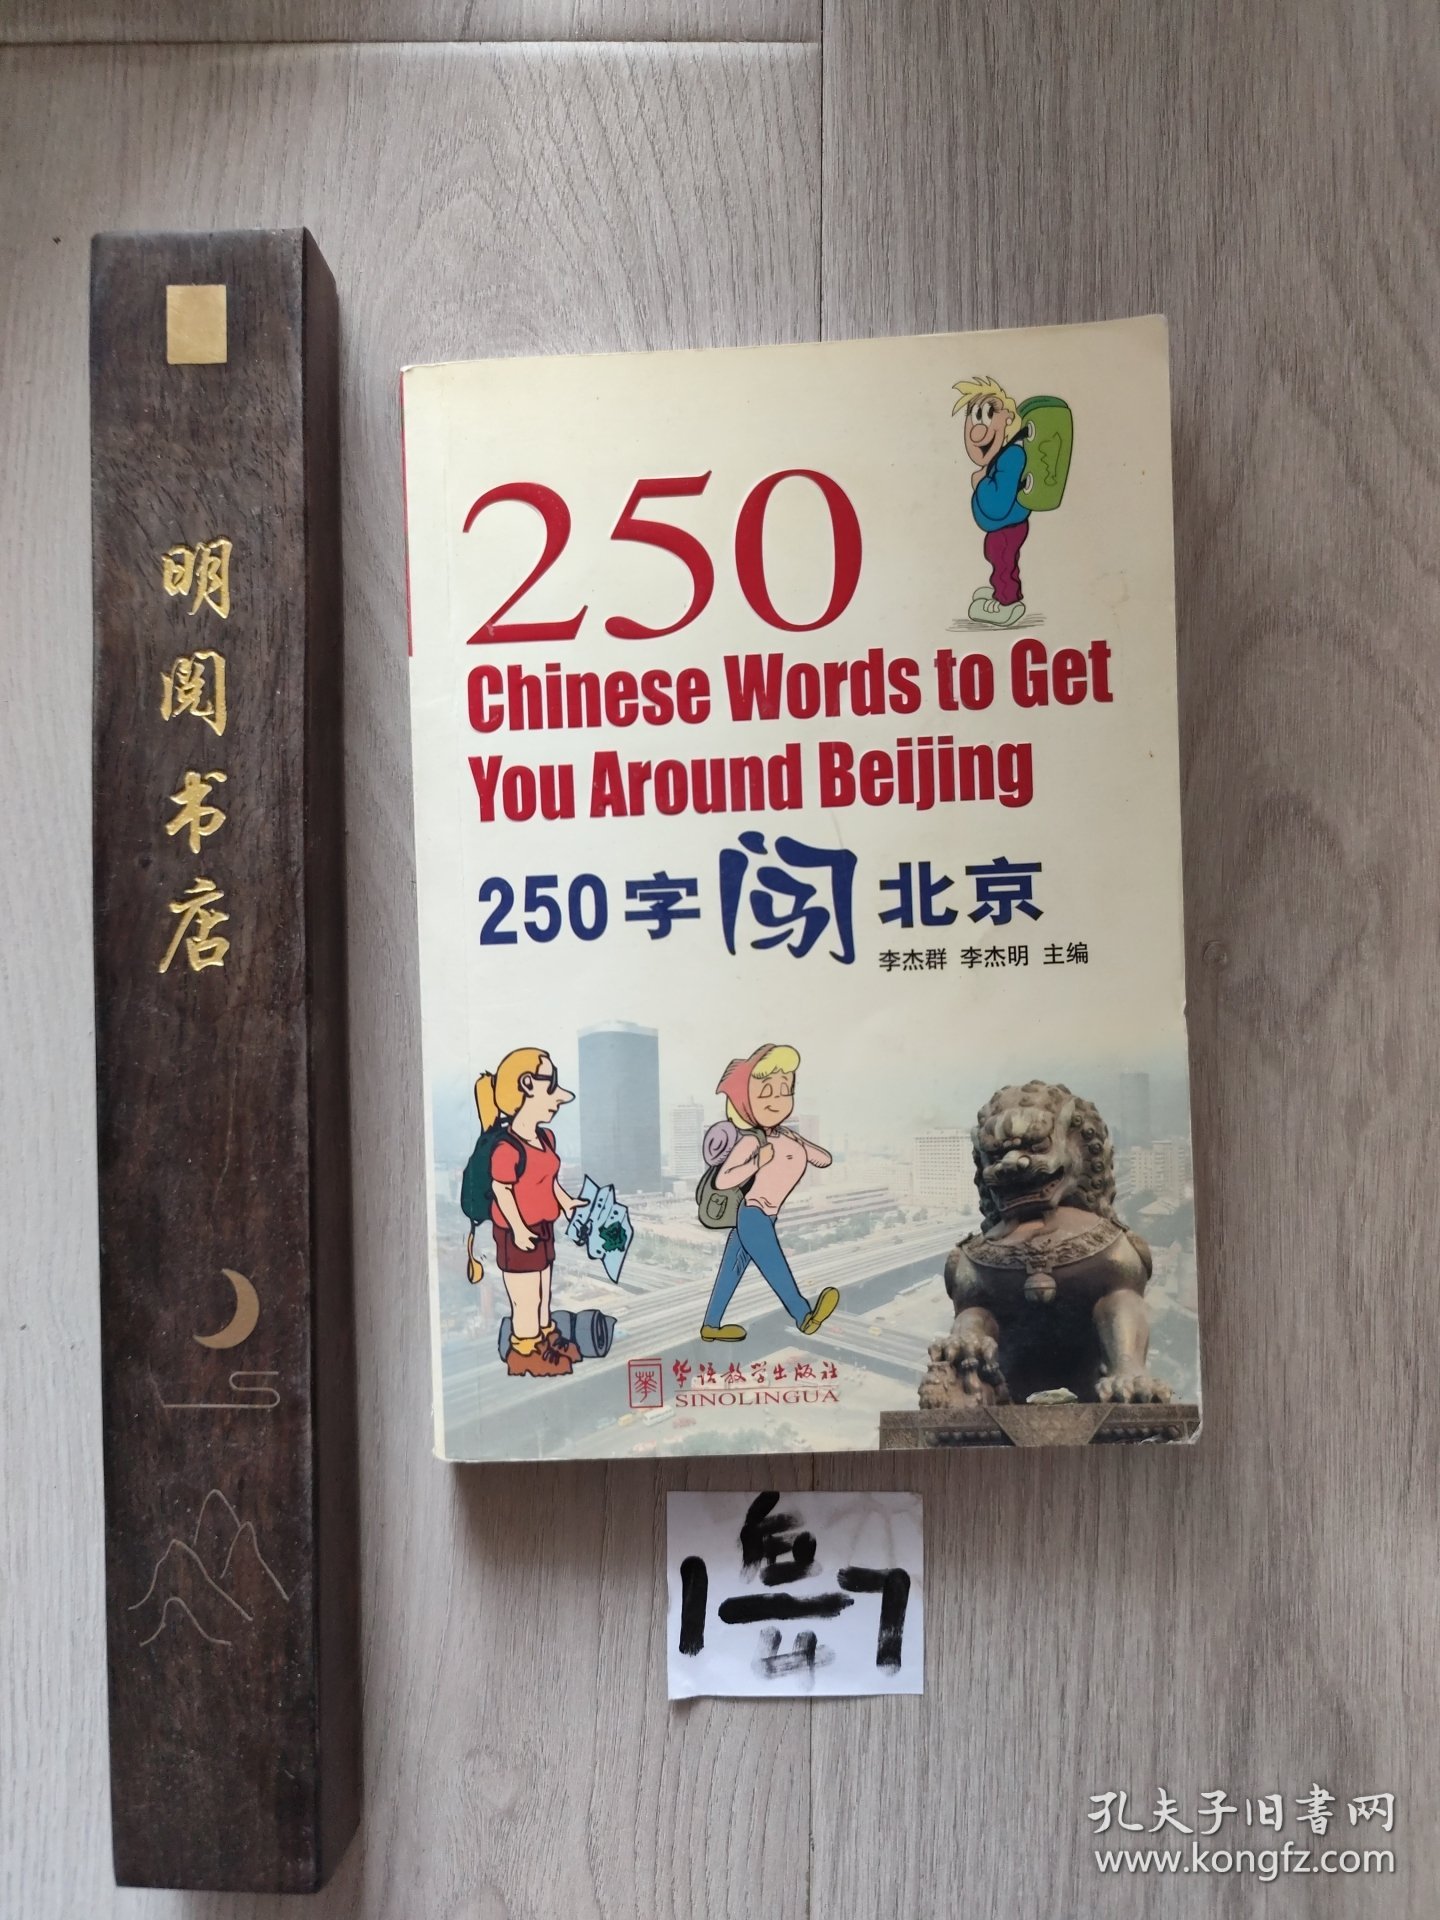 明阅书店
250
Chinese Words to Get
You Around Beijing
250字闯北京
李杰群 李杰明 主编
華
华语教学出版社
SINOLINGUA
孔夫子旧書网
www.kongfz.com